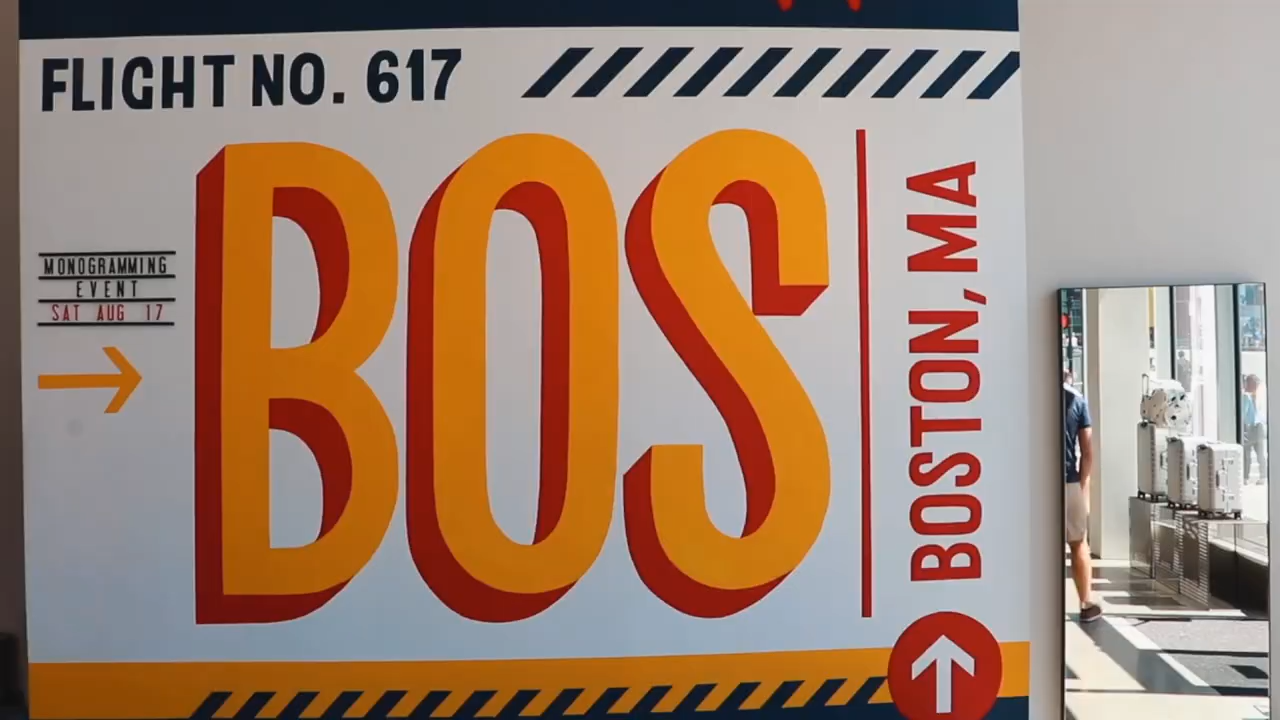 FLIGHT NO. 617
MONOGRAMMING
EVENT
SAT AUG 17
BOS
BOSTON, MA